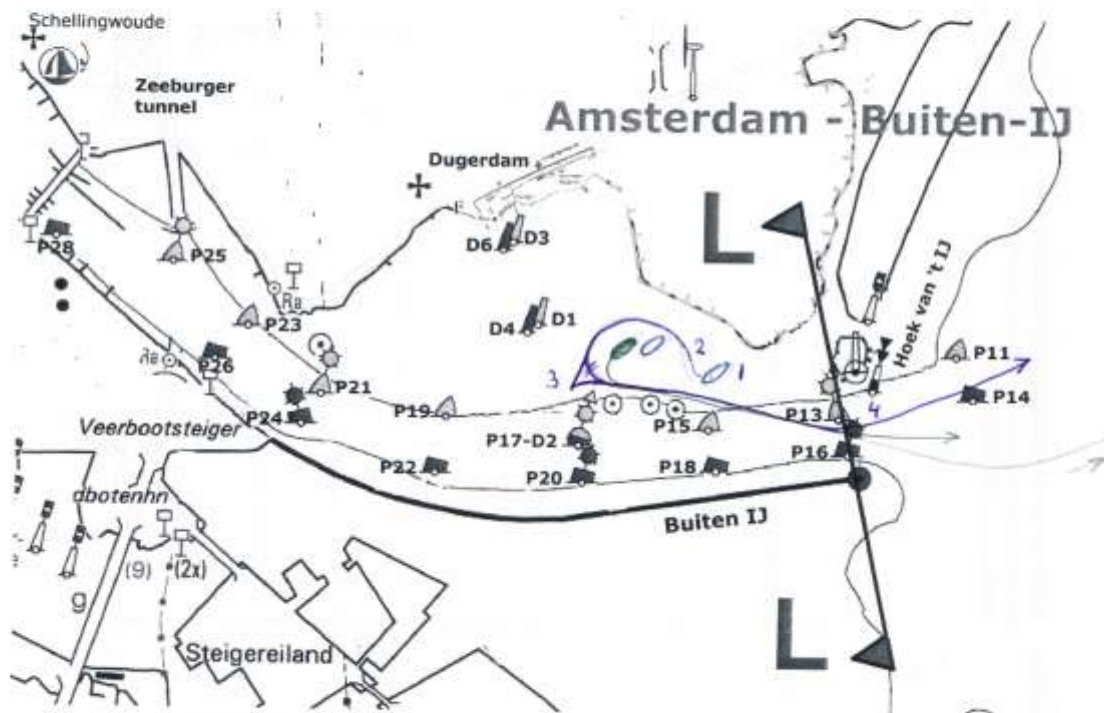 Schellingwoude
Zeeburger
tunnel
Amsterdam - Buiten-IJ
Dugerdam
L
D6
D3
P28
P25
Hoek van 't IJ
Ra
P23
D4
D1
2
Ra
P26
P21
3
1
P11
P14
P19
P15
P13
4
P24
Veerbootsteiger
P17-D2
P16
P22
P20
P18
Buiten IJ
abotenhn
(9)
(2x)
g
L
Steigereiland